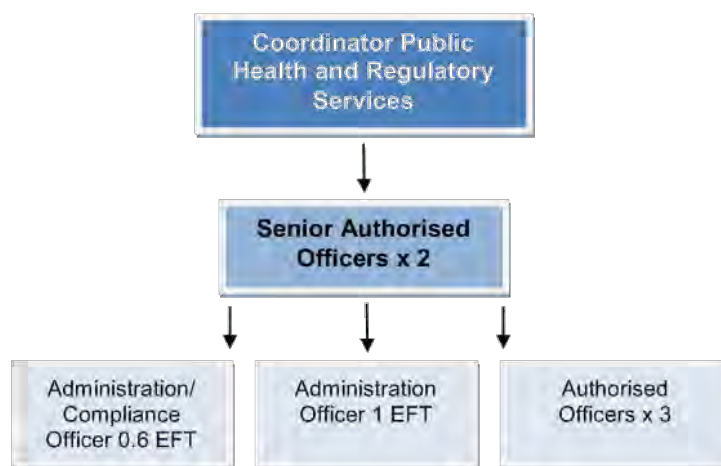 Coordinator Public
Health and Regulatory
Services
Senior Authorised
Officers x 2
Administration/
Compliance
Officer 0.6 EFT
Administration
Officer 1 EFT
Authorised
Officers x 3